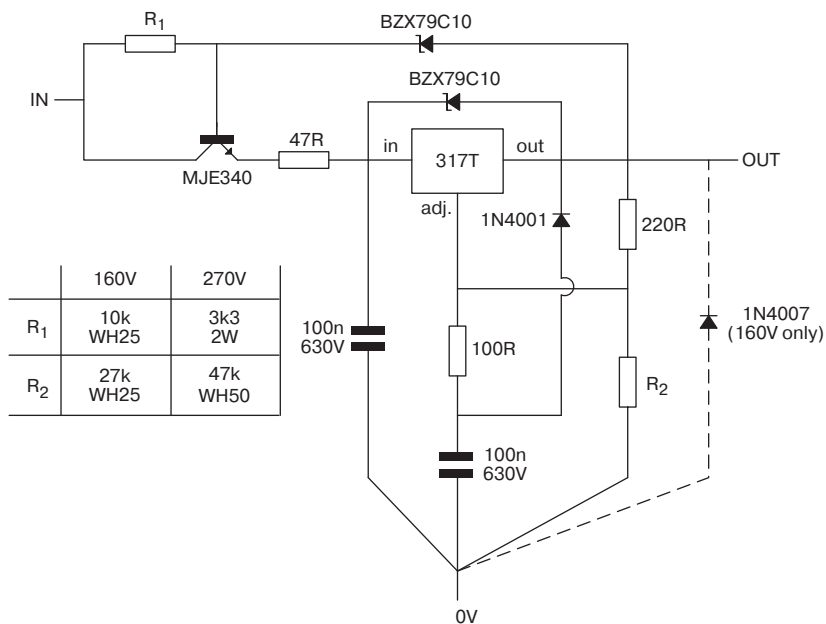 R1
BZX79C10
BZX79C10
IN
47R
in
317T
out
OUT
MJE340
adj.
1N4001
220R
160V 270V
R1 10k WH25 3k3 2W
R2 27k WH25 47k WH50
100n
630V
100R
1N4007
(160V only)
R2
100n
630V
0V